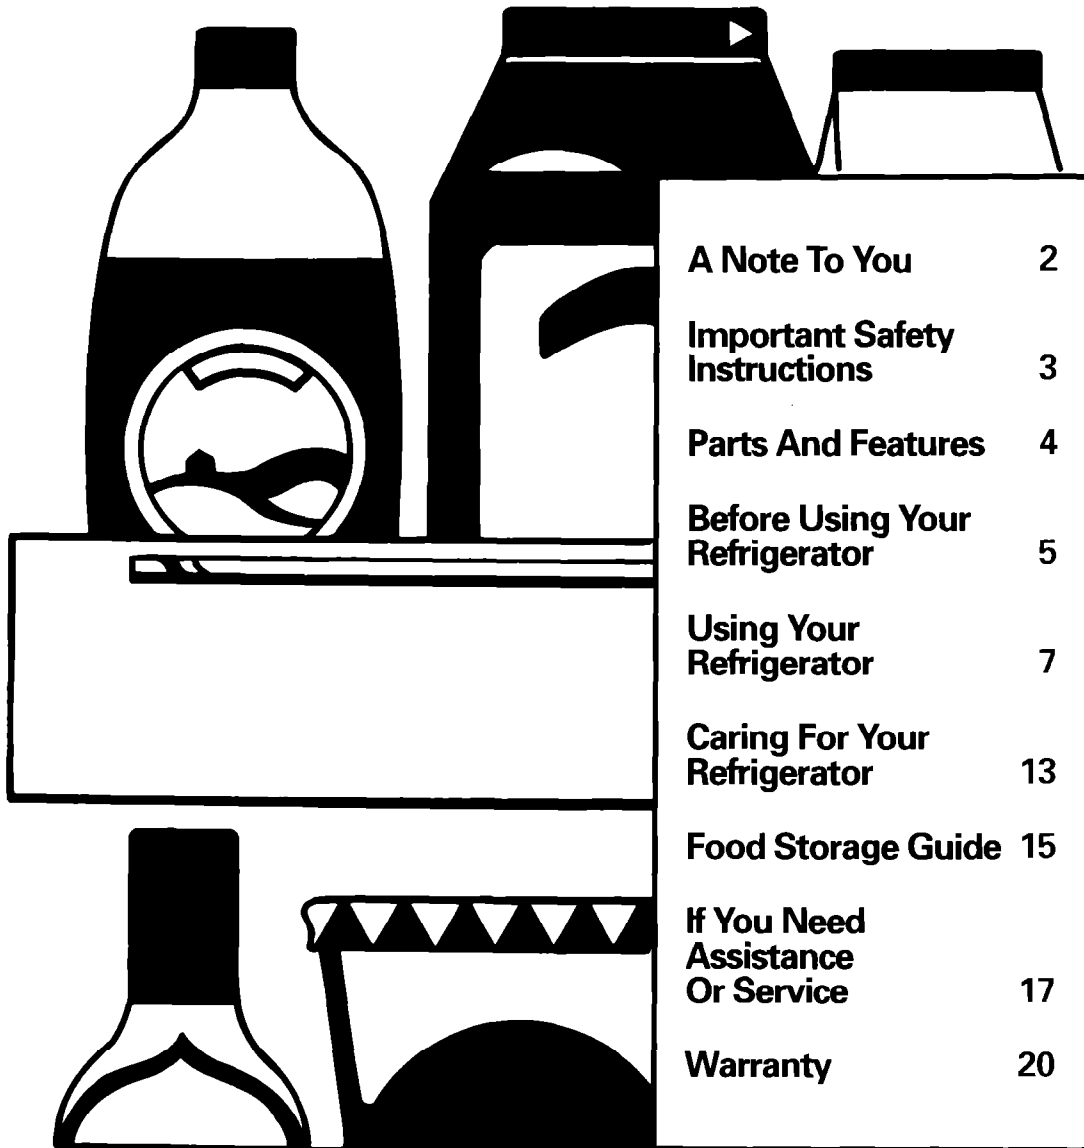 A Note To You 2
Important Safety
Instructions 3
Parts And Features 4
Before Using Your
Refrigerator 5
Using Your
Refrigerator 7
Caring For Your
Refrigerator 13
Food Storage Guide 15
If You Need
Assistance
Or Service 17
Warranty 20